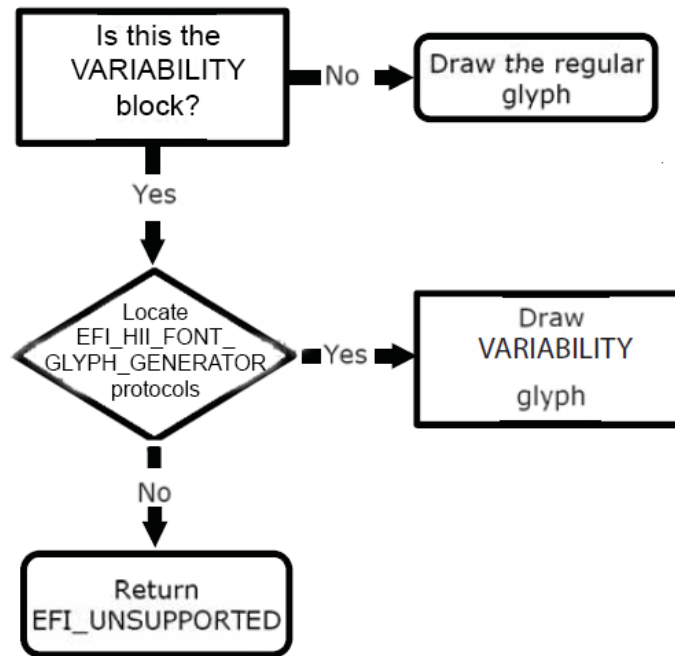 Is this the
VARIABILITY
block?
No
Draw the regular
glyph
Yes
Locate
EFI_HII_FONT_
GLYPH_GENERATOR
protocols
Yes
Draw
VARIABILITY
glyph
No
Return
EFI_UNSUPPORTED